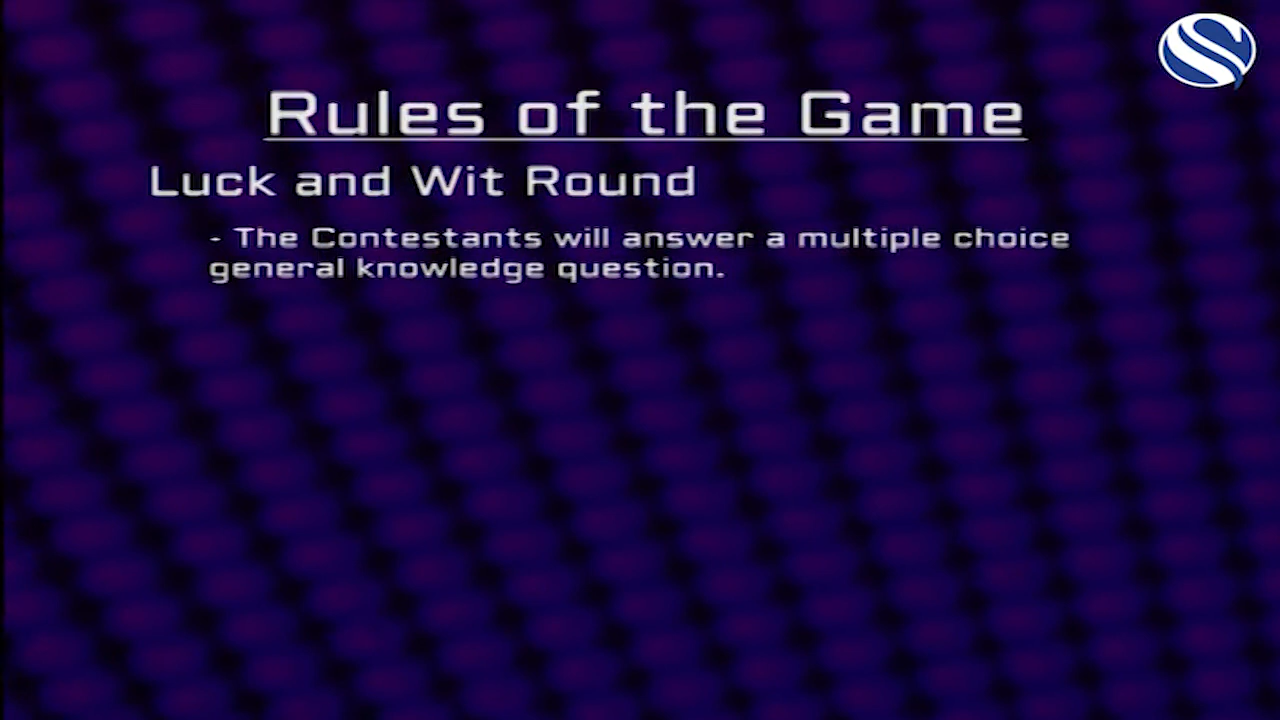 Rules of the Game
Luck and Wit Round
- The Contestants will answer a multiple choice
general knowledge question.